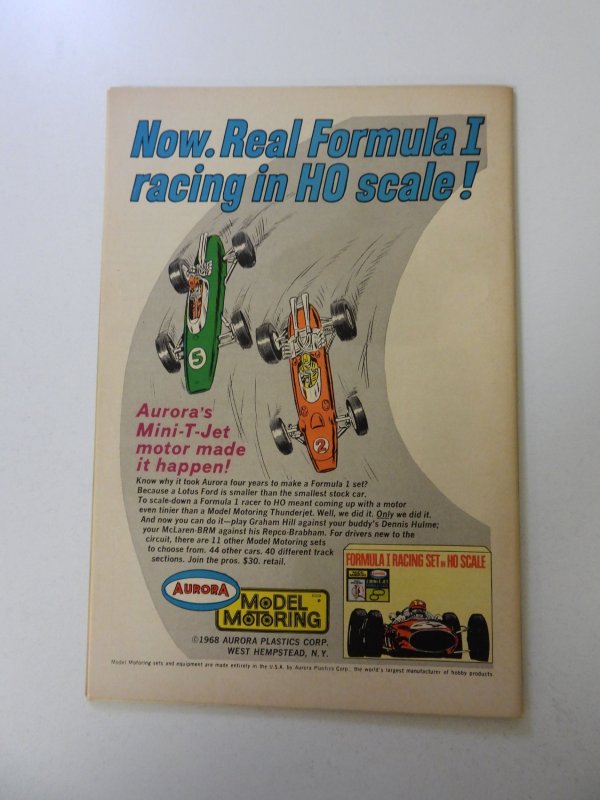 Now. Real Formula I
racing in HO scale!
5
2
Aurora's
Mini-T-Jet
motor made
it happen!
Know why it took Aurora four years to make a Formula 1 set?
Because a Lotus Ford is smaller than the smallest stock car.
To scale-down a Formula 1 racer to HO meant coming up with a motor
even tinier than a Model Motoring Thunderjet. Well, we did it. Only we did it.
And now you can do it—play Graham Hill against your buddy's Dennis Hulme;
your McLaren-BRM against his Repco-Brabham. For drivers new to the
circuit, there are 11 other Model Motoring sets
to choose from. 44 other cars. 40 different track
sections. Join the pros. $30. retail.
FORMULA I RACING SET IN HO SCALE
AURORA
MODEL
MOTORING
©1968 AURORA PLASTICS CORP.
WEST HEMPSTEAD, N.Y.
Model Motoring sets and equipment are made entirely in the U.S.A. by Aurora Plastics Corp., the world's largest manufacturer of hobby products.